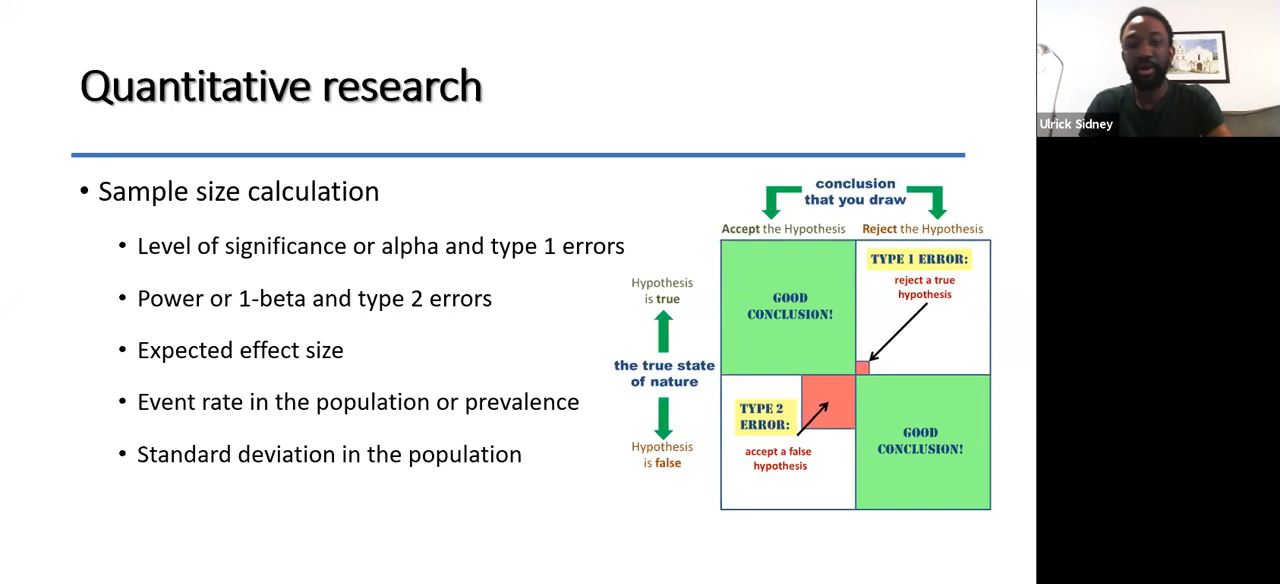 Quantitative research
• Sample size calculation
• Level of significance or alpha and type 1 errors
• Power or 1-beta and type 2 errors
• Expected effect size
• Event rate in the population or prevalence
• Standard deviation in the population
conclusion
that you draw
Accept the Hypothesis
Reject the Hypothesis
Hypothesis
is true
the true state
of nature
Hypothesis
is false
GOOD
CONCLUSION!
TYPE 1 ERROR:
reject a true
hypothesis
TYPE 2
ERROR:
accept a false
hypothesis
GOOD
CONCLUSION!
Ulrick Sidney